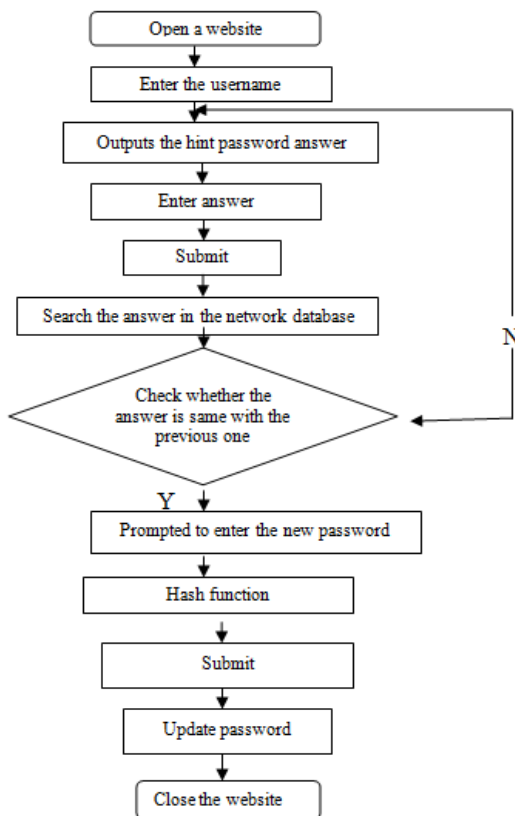 Open a website
Enter the username
Outputs the hint password answer
Enter answer
Submit
Search the answer in the network database
N
Check whether the
answer is same with the
previous one
Y
Prompted to enter the new password
Hash function
Submit
Update password
Close the website